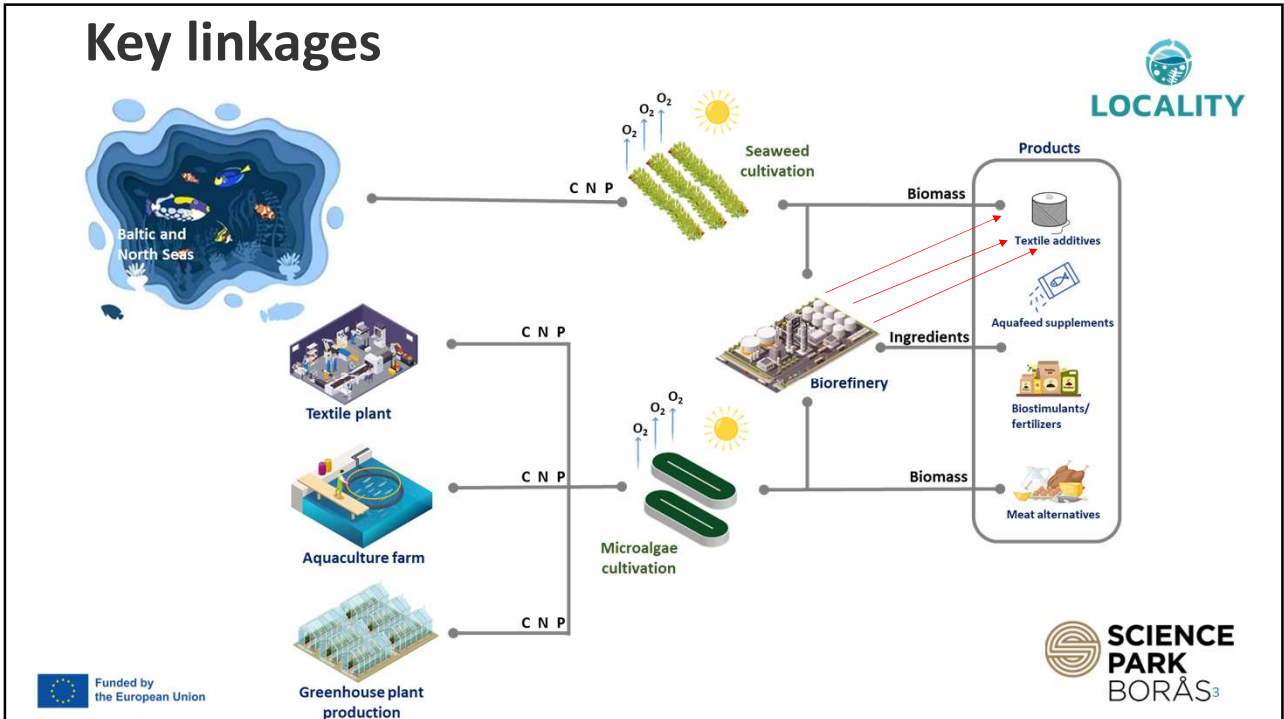 Key linkages
LOCALITY
O₂ O₂ O₂
Seaweed
cultivation
Products
C N P
Biomass
Baltic and
North Seas
Textile additives
Aquafeed supplements
C N P
Ingredients
Biorefinery
Textile plant
O₂ O₂ O₂
Biostimulants/
fertilizers
C N P
Biomass
Meat alternatives
Aquaculture farm
Microalgae
cultivation
C N P
Greenhouse plant
production
Funded by
the European Union
SCIENCE
PARK
BORÅS
3